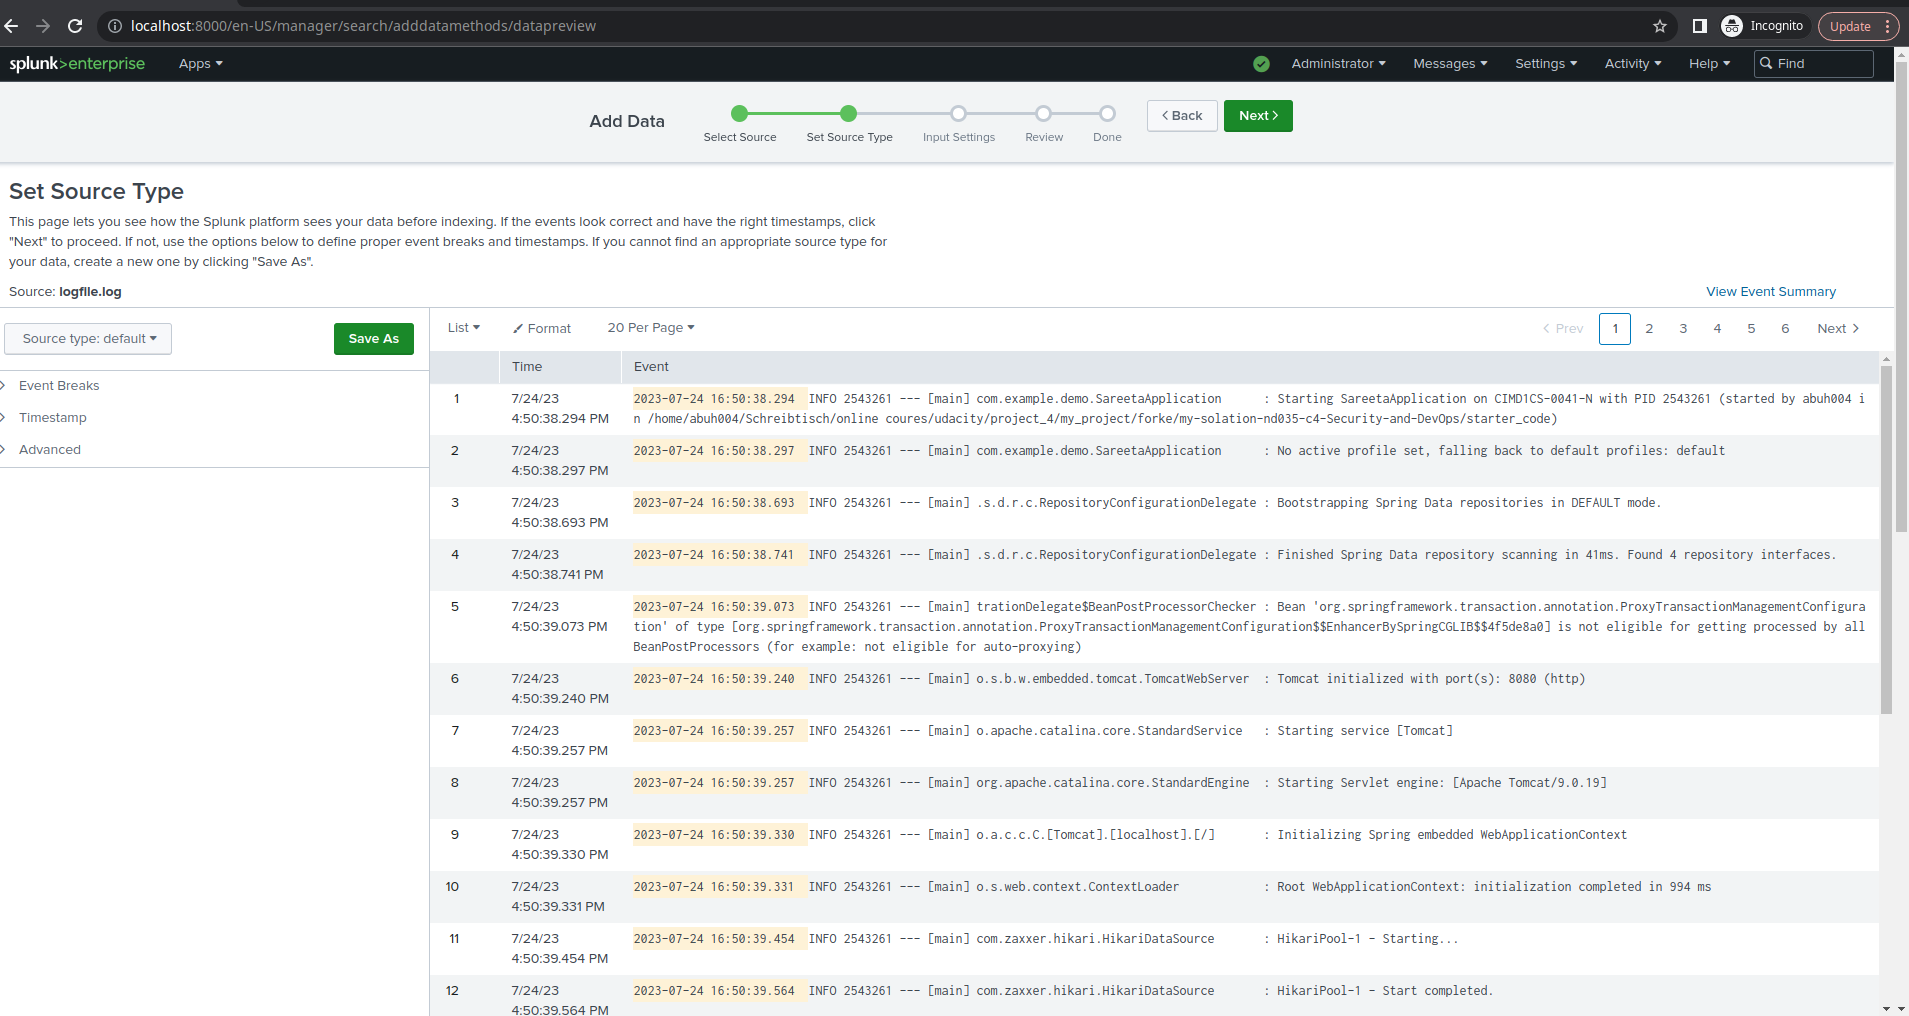 localhost:8000/en-US/manager/search/adddatamethods/datapreview
Incognito
Update
splunk>enterprise
Apps
Administrator
Messages
Settings
Activity
Help
Find
Add Data
Select Source
Set Source Type
Input Settings
Review
Done
< Back
Next >
Set Source Type
This page lets you see how the Splunk platform sees your data before indexing. If the events look correct and have the right timestamps, click
"Next" to proceed. If not, use the options below to define proper event breaks and timestamps. If you cannot find an appropriate source type for
your data, create a new one by clicking "Save As".
Source: logfile.log
View Event Summary
Source type: default
Save As
Event Breaks
Timestamp
Advanced
List
Format
20 Per Page
< Prev
1
2
3
4
5
6
Next >
Time
Event
1
7/24/23
4:50:38.294 PM
2023-07-24 16:50:38.294 INFO 2543261 --- [main] com.example.demo.SareetaApplication : Starting SareetaApplication on CIMD1CS-0041-N with PID 2543261 (started by abuh004 i
n /home/abuh004/Schreibtisch/online coures/udacity/project_4/my_project/forke/my-solation-nd035-c4-Security-and-DevOps/starter_code)
2
7/24/23
4:50:38.297 PM
2023-07-24 16:50:38.297 INFO 2543261 --- [main] com.example.demo.SareetaApplication : No active profile set, falling back to default profiles: default
3
7/24/23
4:50:38.693 PM
2023-07-24 16:50:38.693 INFO 2543261 --- [main] .s.d.r.c.RepositoryConfigurationDelegate : Bootstrapping Spring Data repositories in DEFAULT mode.
4
7/24/23
4:50:38.741 PM
2023-07-24 16:50:38.741 INFO 2543261 --- [main] .s.d.r.c.RepositoryConfigurationDelegate : Finished Spring Data repository scanning in 41ms. Found 4 repository interfaces.
5
7/24/23
4:50:39.073 PM
2023-07-24 16:50:39.073 INFO 2543261 --- [main] trationDelegate$BeanPostProcessorChecker : Bean 'org.springframework.transaction.annotation.ProxyTransactionManagementConfigura
tion' of type [org.springframework.transaction.annotation.ProxyTransactionManagementConfiguration$$EnhancerBySpringCGLIB$$4f5de8a0] is not eligible for getting processed by all
BeanPostProcessors (for example: not eligible for auto-proxying)
6
7/24/23
4:50:39.240 PM
2023-07-24 16:50:39.240 INFO 2543261 --- [main] o.s.b.w.embedded.tomcat.TomcatWebServer : Tomcat initialized with port(s): 8080 (http)
7
7/24/23
4:50:39.257 PM
2023-07-24 16:50:39.257 INFO 2543261 --- [main] o.apache.catalina.core.StandardService : Starting service [Tomcat]
8
7/24/23
4:50:39.257 PM
2023-07-24 16:50:39.257 INFO 2543261 --- [main] org.apache.catalina.core.StandardEngine : Starting Servlet engine: [Apache Tomcat/9.0.19]
9
7/24/23
4:50:39.330 PM
2023-07-24 16:50:39.330 INFO 2543261 --- [main] o.a.c.c.C.[Tomcat].[localhost].[/] : Initializing Spring embedded WebApplicationContext
10
7/24/23
4:50:39.331 PM
2023-07-24 16:50:39.331 INFO 2543261 --- [main] o.s.web.context.ContextLoader : Root WebApplicationContext: initialization completed in 994 ms
11
7/24/23
4:50:39.454 PM
2023-07-24 16:50:39.454 INFO 2543261 --- [main] com.zaxxer.hikari.HikariDataSource : HikariPool-1 - Starting...
12
7/24/23
4:50:39.564 PM
2023-07-24 16:50:39.564 INFO 2543261 --- [main] com.zaxxer.hikari.HikariDataSource : HikariPool-1 - Start completed.